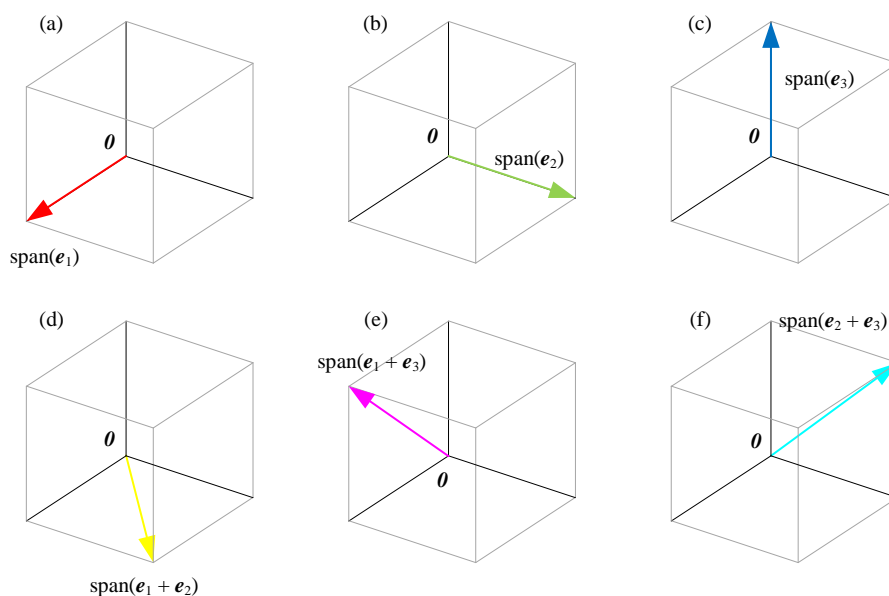 (a)
(b)
(c)
span(e₃)
0
0
0
span(e₂)
span(e₁)
(d)
(e)
(f)
span(e₂ + e₃)
span(e₁ + e₃)
0
0
0
span(e₁ + e₂)